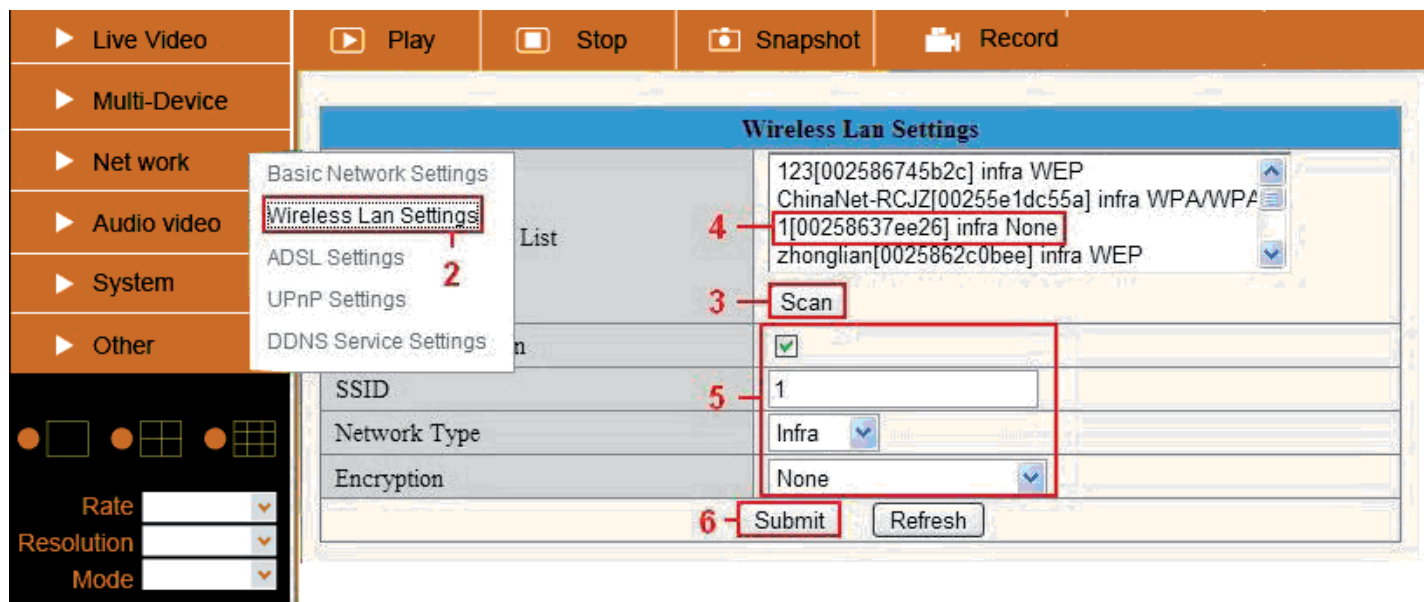 Live Video
Play
Stop
Snapshot
Record
Multi-Device
Net work
Audio video
System
Other
Basic Network Settings
Wireless Lan Settings
2
ADSL Settings
UPnP Settings
DDNS Service Settings
Wireless Lan Settings
List
123[002586745b2c] infra WEP
ChinaNet-RCJZ[00255e1dc55a] infra WPA/WPA
4
1[00258637ee26] infra None
zhonglian[0025862c0bee] infra WEP
3
Scan
n
5
SSID
1
Network Type
Infra
Encryption
None
6
Submit
Refresh
Rate
Resolution
Mode